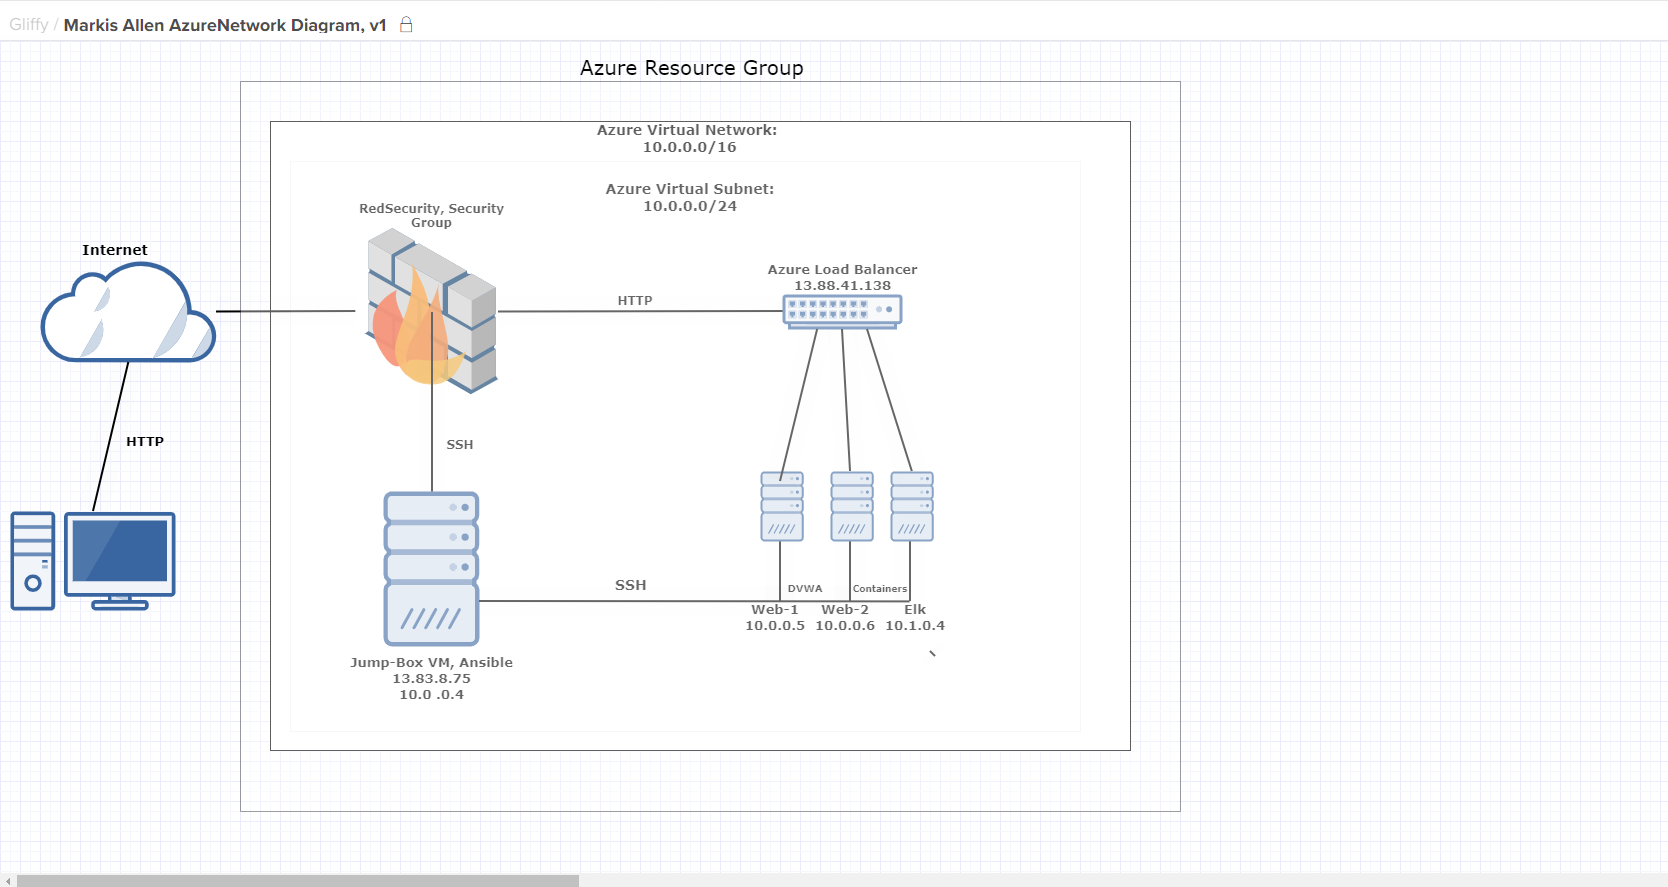 Gliffy / Markis Allen AzureNetwork Diagram, v1
Azure Resource Group
Azure Virtual Network:
10.0.0.0/16
Azure Virtual Subnet:
10.0.0.0/24
RedSecurity, Security
Group
Internet
Azure Load Balancer
13.88.41.138
HTTP
HTTP
SSH
SSH
DVWA
Containers
Web-1
10.0.0.5
Web-2
10.0.0.6
Elk
10.1.0.4
Jump-Box VM, Ansible
13.83.8.75
10.0 .0.4